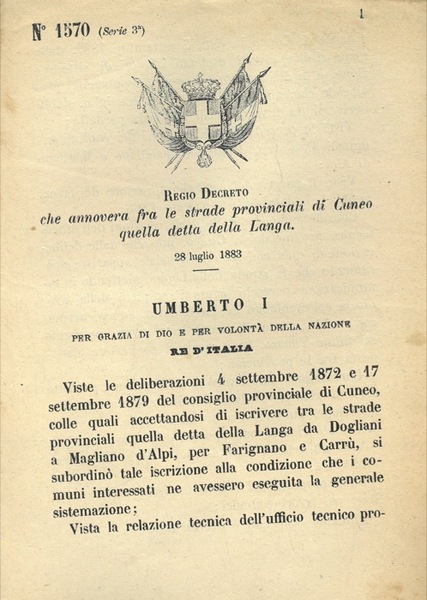 1
N° 1570 (Serie 3ª)
REGIO DECRETO
che annovera fra le strade provinciali di Cuneo
quella detta della Langa.
28 luglio 1883
UMBERTO I
PER GRAZIA DI DIO E PER VOLONTÀ DELLA NAZIONE
RE D'ITALIA
Viste le deliberazioni 4 settembre 1872 e 17
settembre 1879 del consiglio provinciale di Cuneo,
colle quali accettandosi di iscrivere tra le strade
provinciali quella detta della Langa da Dogliani
a Magliano d'Alpi, per Farignano e Carrù, si
subordinò tale iscrizione alla condizione che i co-
muni interessati ne avessero eseguita la generale
sistemazione;
Vista la relazione tecnica dell'ufficio tecnico pro-